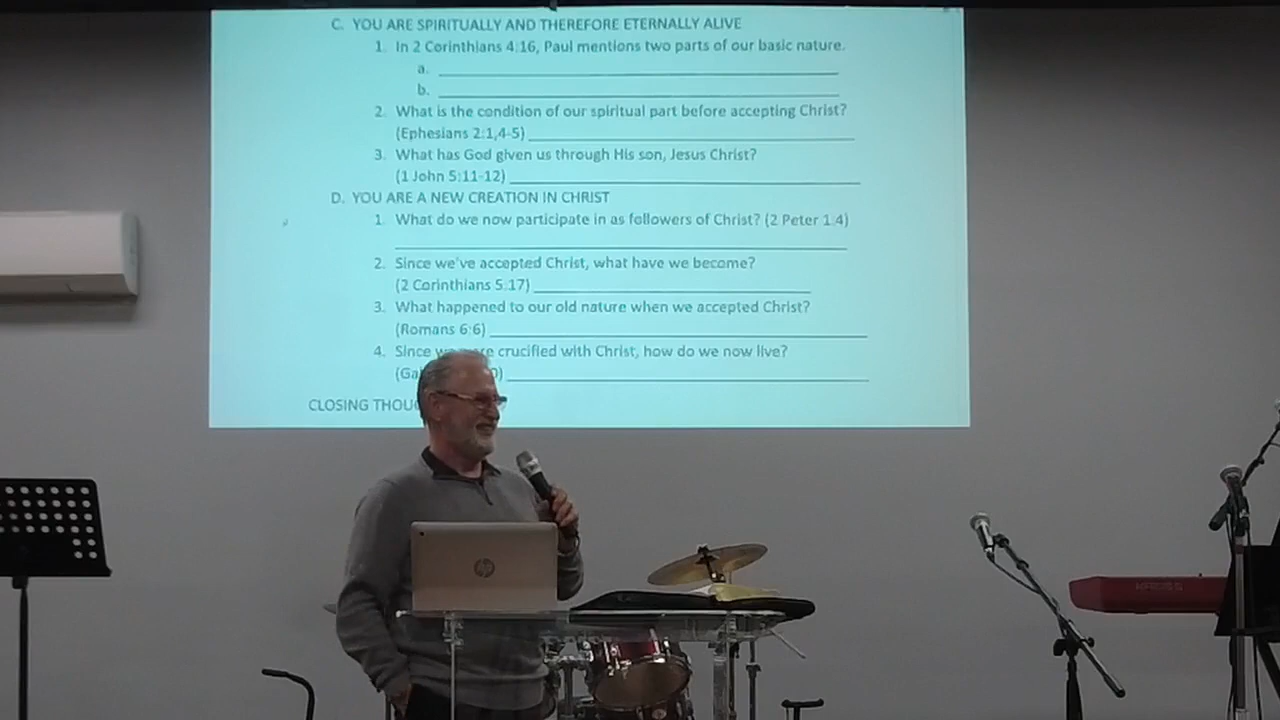 C. YOU ARE SPIRITUALLY AND THEREFORE ETERNALLY ALIVE
1. In 2 Corinthians 4:16, Paul mentions two parts of our basic nature.
a.
b.
2. What is the condition of our spiritual part before accepting Christ?
(Ephesians 2:1,4-5)
3. What has God given us through His son, Jesus Christ?
(1 John 5:11-12)
D. YOU ARE A NEW CREATION IN CHRIST
1. What do we now participate in as followers of Christ? (2 Peter 1:4)
2. Since we've accepted Christ, what have we become?
(2 Corinthians 5:17)
3. What happened to our old nature when we accepted Christ?
(Romans 6:6)
4. Since crucified with Christ, how do we now live?
CLOSING
hp